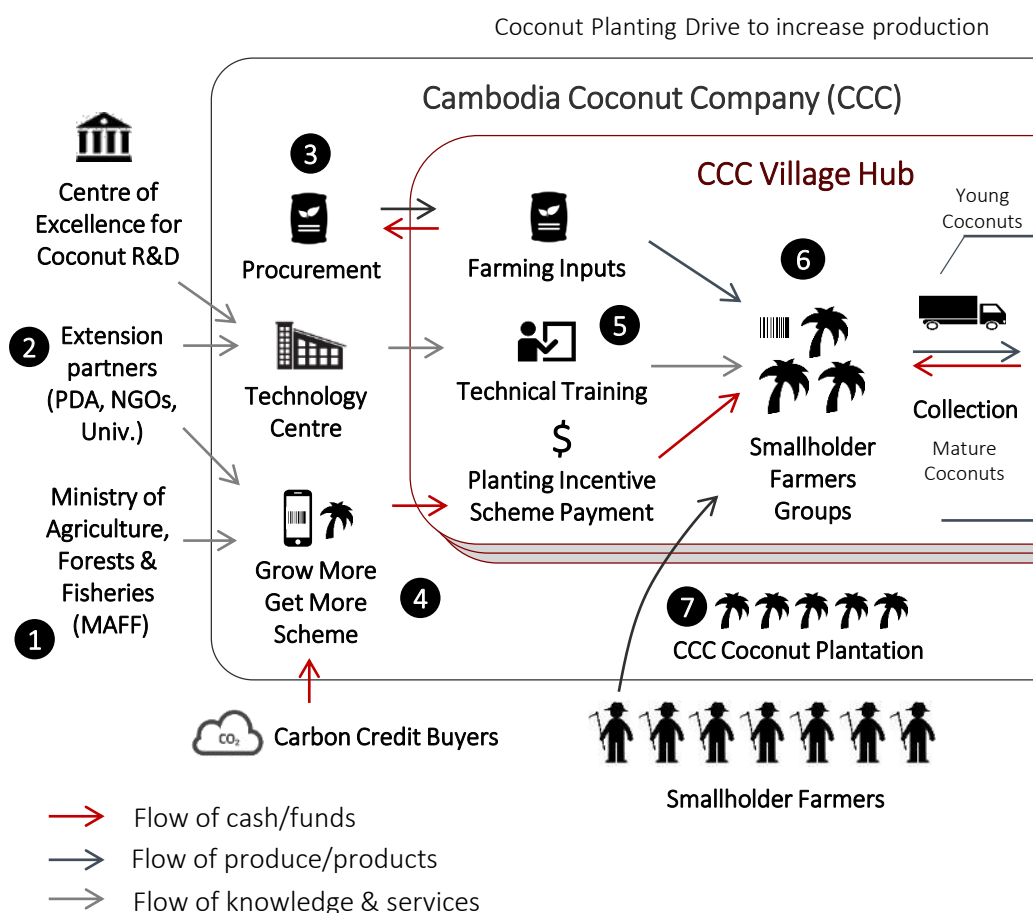 Coconut Planting Drive to increase production
Cambodia Coconut Company (CCC)
CCC Village Hub
Centre of
Excellence for
Coconut R&D
2
Extension
partners
(PDA, NGOs,
Univ.)
Ministry of
Agriculture,
Forests &
Fisheries
(MAFF)
1
3
Procurement
Technology
Centre
Grow More
Get More
Scheme
4
Farming Inputs
5
Technical Training
$
Planting Incentive
Scheme Payment
6
Smallholder
Farmers
Groups
Young
Coconuts
Collection
Mature
Coconuts
7
CCC Coconut Plantation
CO2
Carbon Credit Buyers
Smallholder Farmers
Flow of cash/funds
Flow of produce/products
Flow of knowledge & services